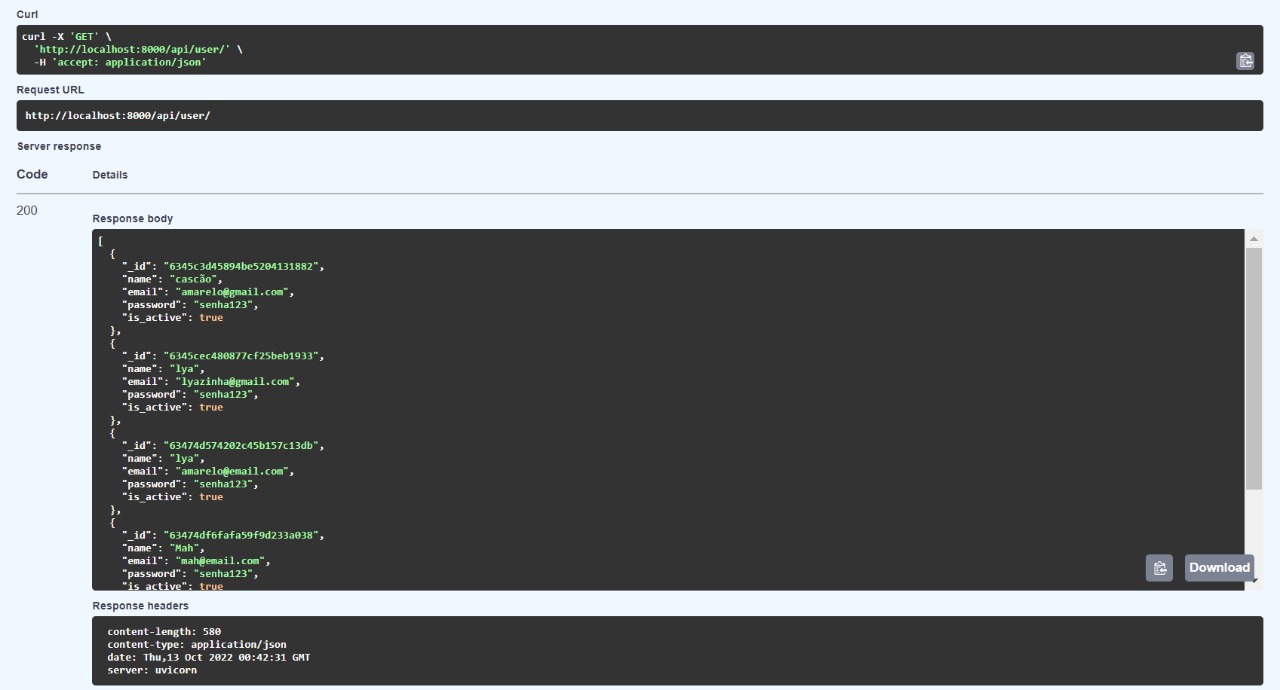 Curl
curl -X 'GET' \
  'http://localhost:8000/api/user/' \
  -H 'accept: application/json'
Request URL
http://localhost:8000/api/user/
Server response
Code Details
200
Response body
[
  {
    "_id": "6345c3d45894be5204131882",
    "name": "cascão",
    "email": "amarelo@gmail.com",
    "password": "senha123",
    "is_active": true
  },
  {
    "_id": "6345cec480877cf25beb1933",
    "name": "lya",
    "email": "lyazinha@gmail.com",
    "password": "senha123",
    "is_active": true
  },
  {
    "_id": "63474d574202c45b157c13db",
    "name": "lya",
    "email": "amarelo@email.com",
    "password": "senha123",
    "is_active": true
  },
  {
    "_id": "63474df6fafa59f9d233a038",
    "name": "Mah",
    "email": "mah@email.com",
    "password": "senha123",
    "is_active": true
Download
Response headers
content-length: 580
content-type: application/json
date: Thu,13 Oct 2022 00:42:31 GMT
server: uvicorn